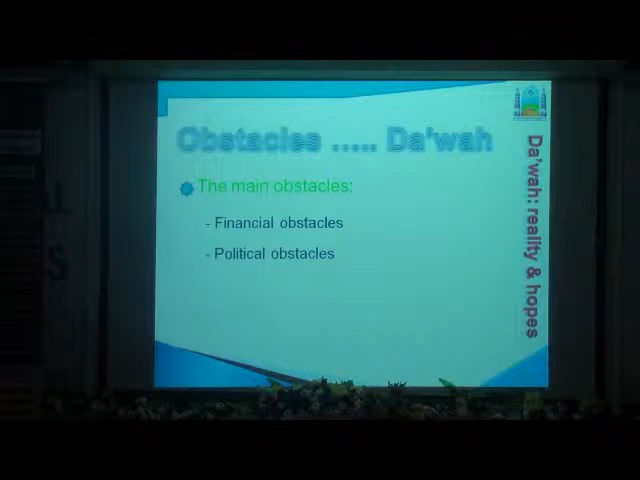 Obstacles ..... Da'wah
The main obstacles:
- Financial obstacles
- Political obstacles
Da'wah: reality & hopes